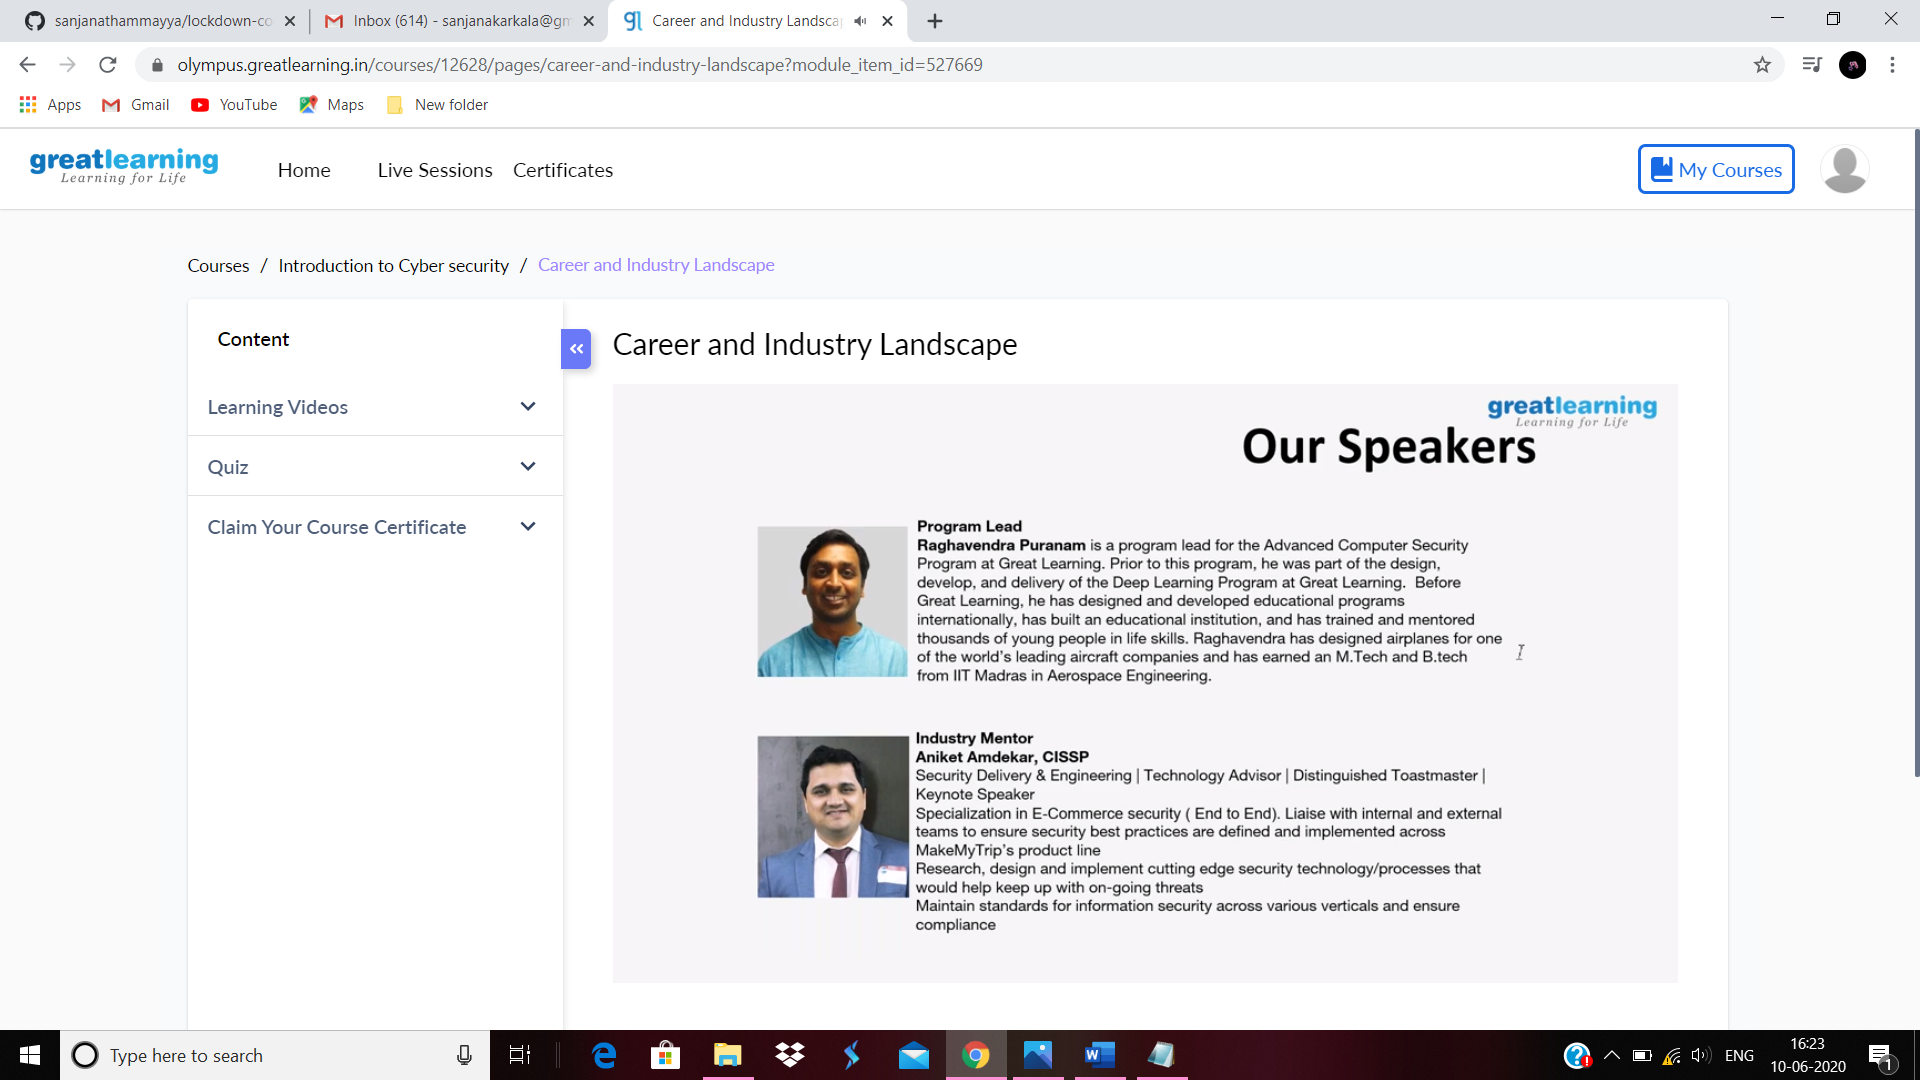 sanjanathammayya/lockdown-co
Inbox (614) - sanjanakarkala@gm
Career and Industry Landsca
olympus.greatlearning.in/courses/12628/pages/career-and-industry-landscape?module_item_id=527669
Apps
Gmail
YouTube
Maps
New folder
greatlearning
Learning for Life
Home
Live Sessions
Certificates
My Courses
Courses / Introduction to Cyber security / Career and Industry Landscape
Content
Learning Videos
Quiz
Claim Your Course Certificate
Career and Industry Landscape
greatlearning
Learning for Life
Our Speakers
Program Lead
Raghavendra Puranam is a program lead for the Advanced Computer Security
Program at Great Learning. Prior to this program, he was part of the design,
develop, and delivery of the Deep Learning Program at Great Learning. Before
Great Learning, he has designed and developed educational programs
internationally, has built an educational institution, and has trained and mentored
thousands of young people in life skills. Raghavendra has designed airplanes for one
of the world's leading aircraft companies and has earned an M.Tech and B.tech
from IIT Madras in Aerospace Engineering.
Industry Mentor
Aniket Amdekar, CISSP
Security Delivery & Engineering | Technology Advisor | Distinguished Toastmaster |
Keynote Speaker
Specialization in E-Commerce security ( End to End). Liaise with internal and external
teams to ensure security best practices are defined and implemented across
MakeMyTrip's product line
Research, design and implement cutting edge security technology/processes that
would help keep up with on-going threats
Maintain standards for information security across various verticals and ensure
compliance
Type here to search
ENG
16:23
10-06-2020
1